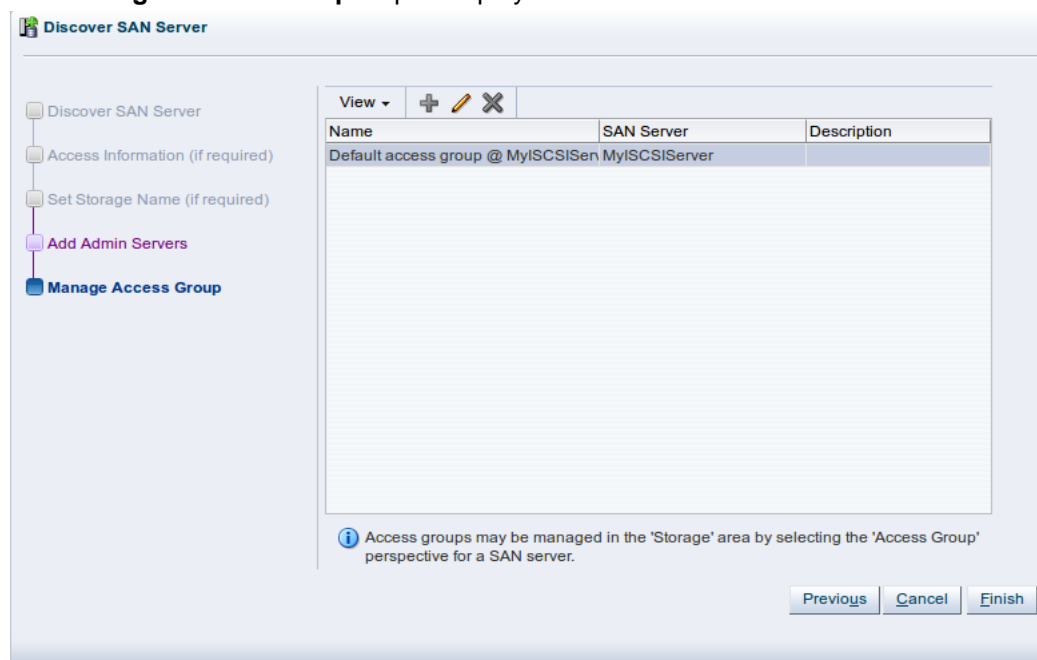 Discover SAN Server
Discover SAN Server
Access Information (if required)
Set Storage Name (if required)
Add Admin Servers
Manage Access Group
View
Name SAN Server Description
Default access group @ MyISCSISer MyISCSIServer
Access groups may be managed in the 'Storage' area by selecting the 'Access Group'
perspective for a SAN server.
Previous Cancel Finish